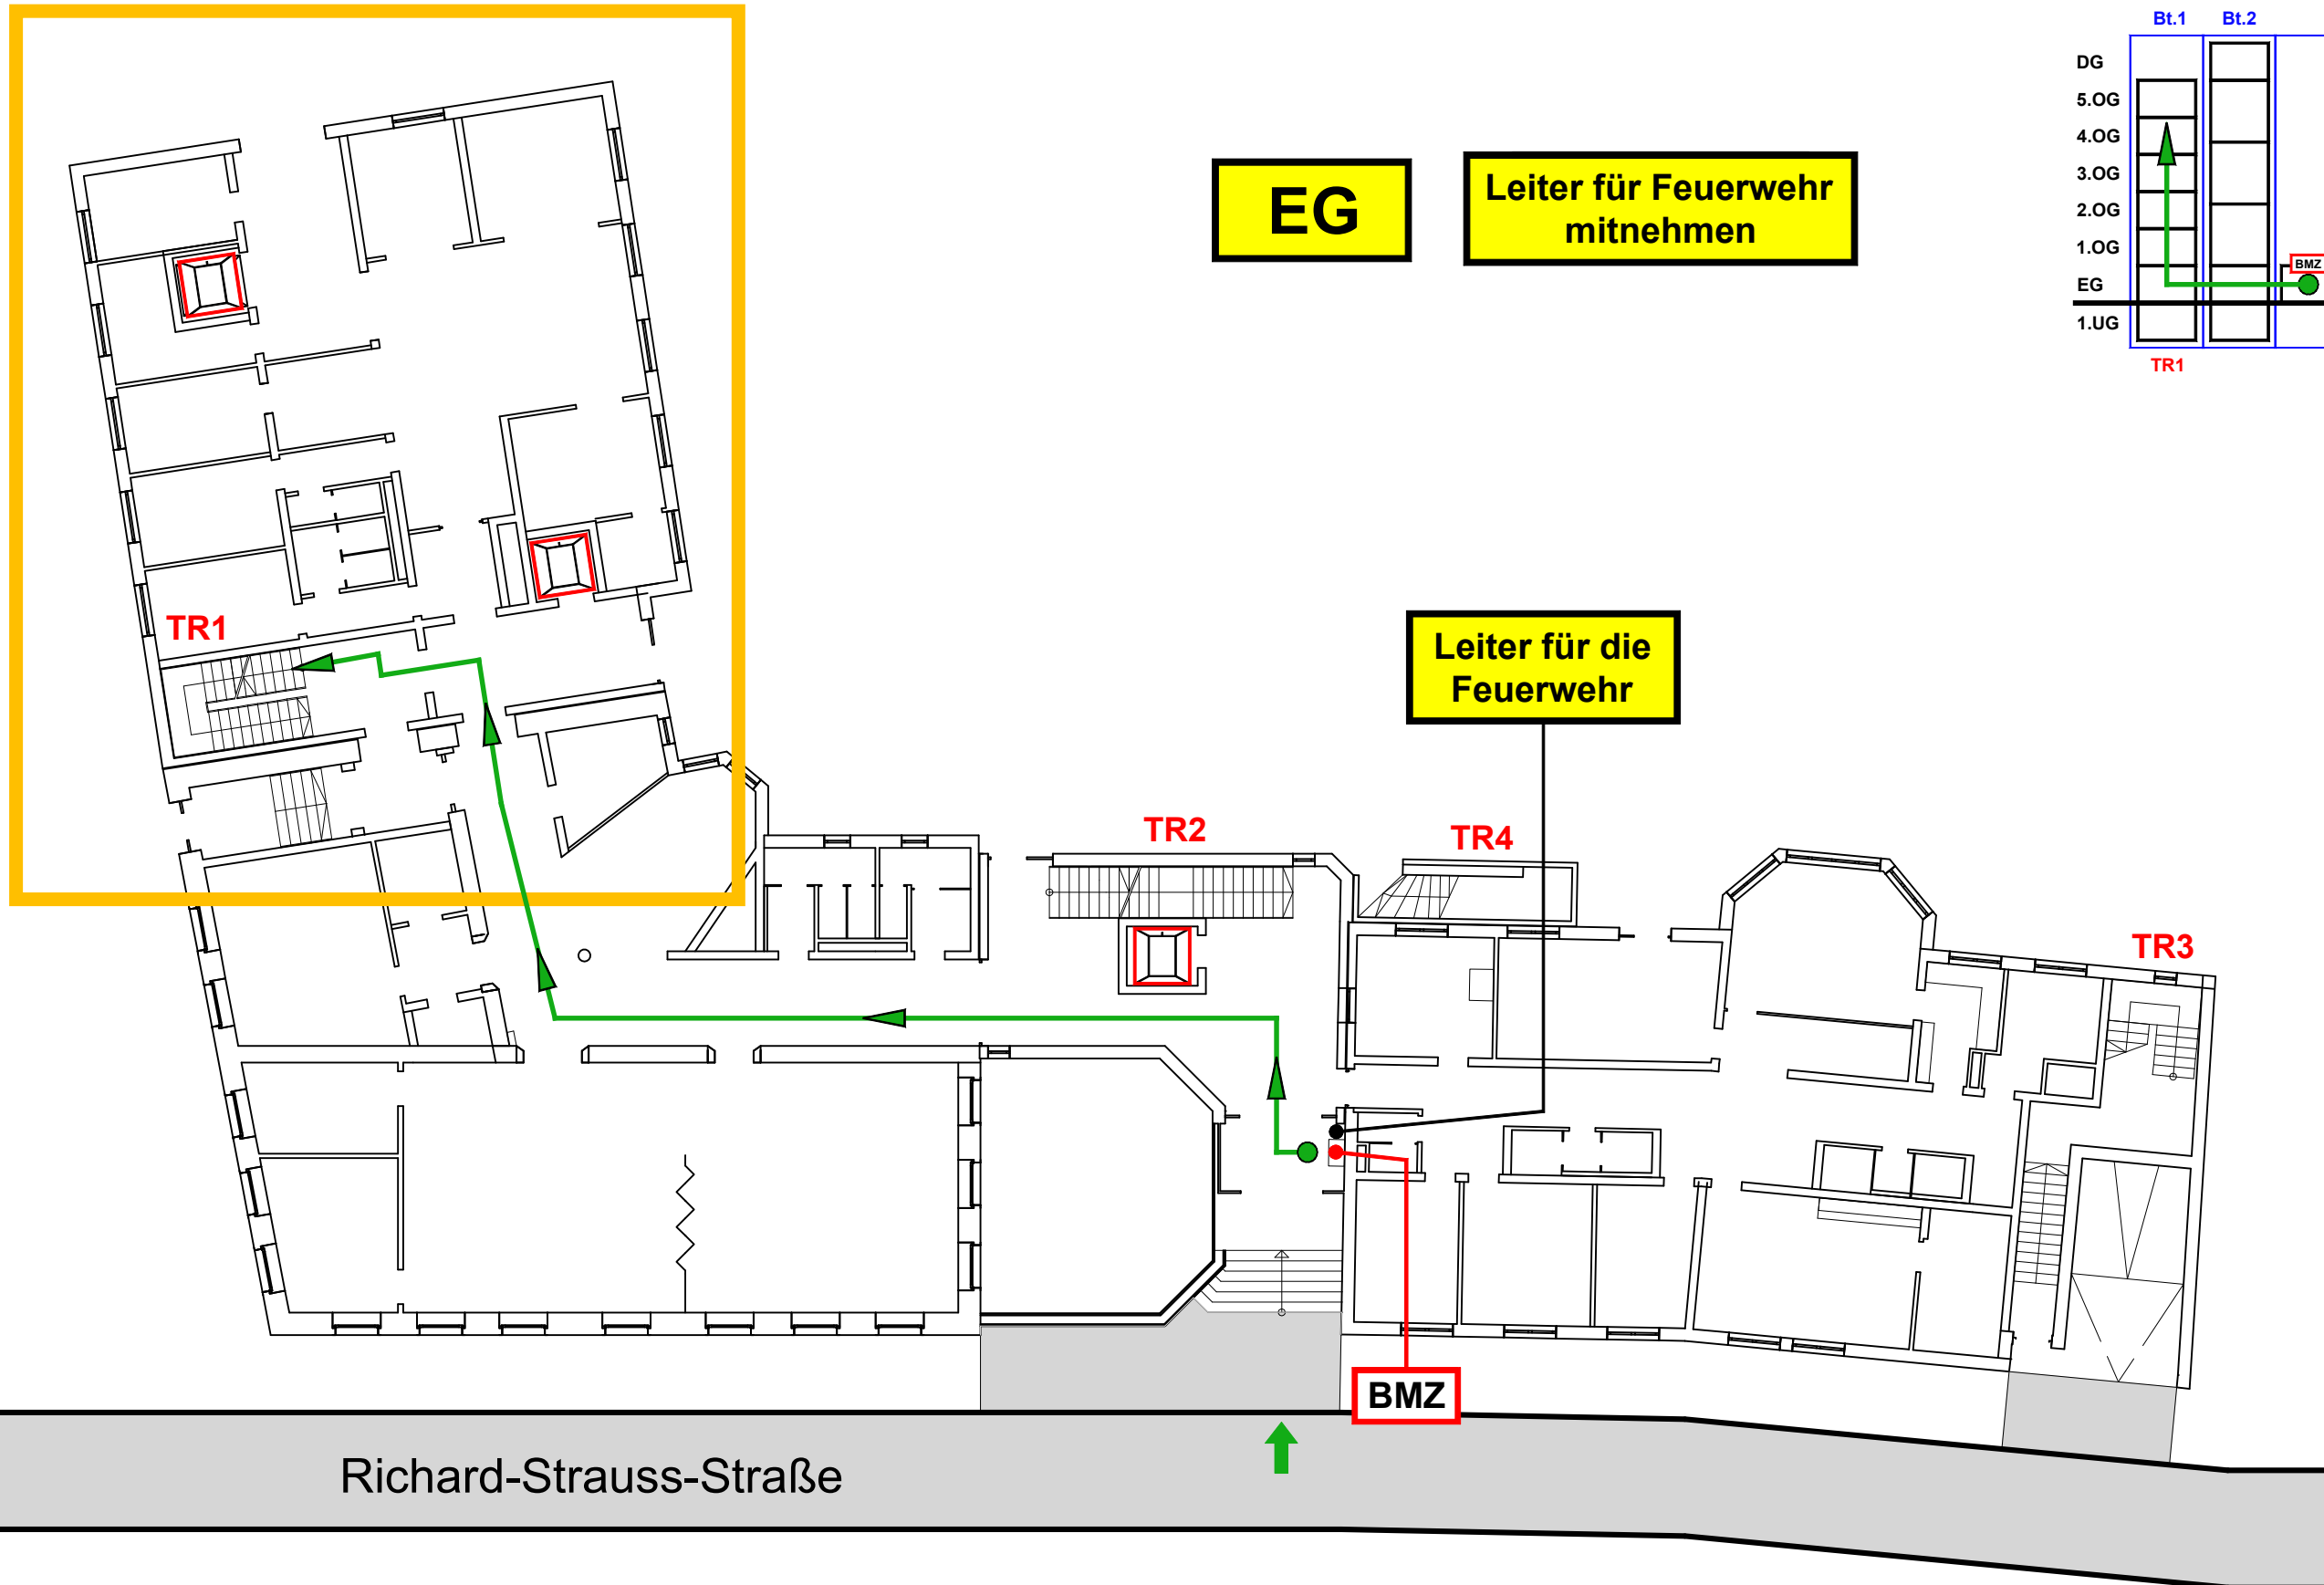 Bt.1 Bt.2
DG
5.OG
4.OG
3.OG
2.OG
1.OG
EG
1.UG
BMZ
TR1
EG
Leiter für Feuerwehr
mitnehmen
TR1
Leiter für die
Feuerwehr
TR2
TR4
TR3
BMZ
Richard-Strauss-Straße